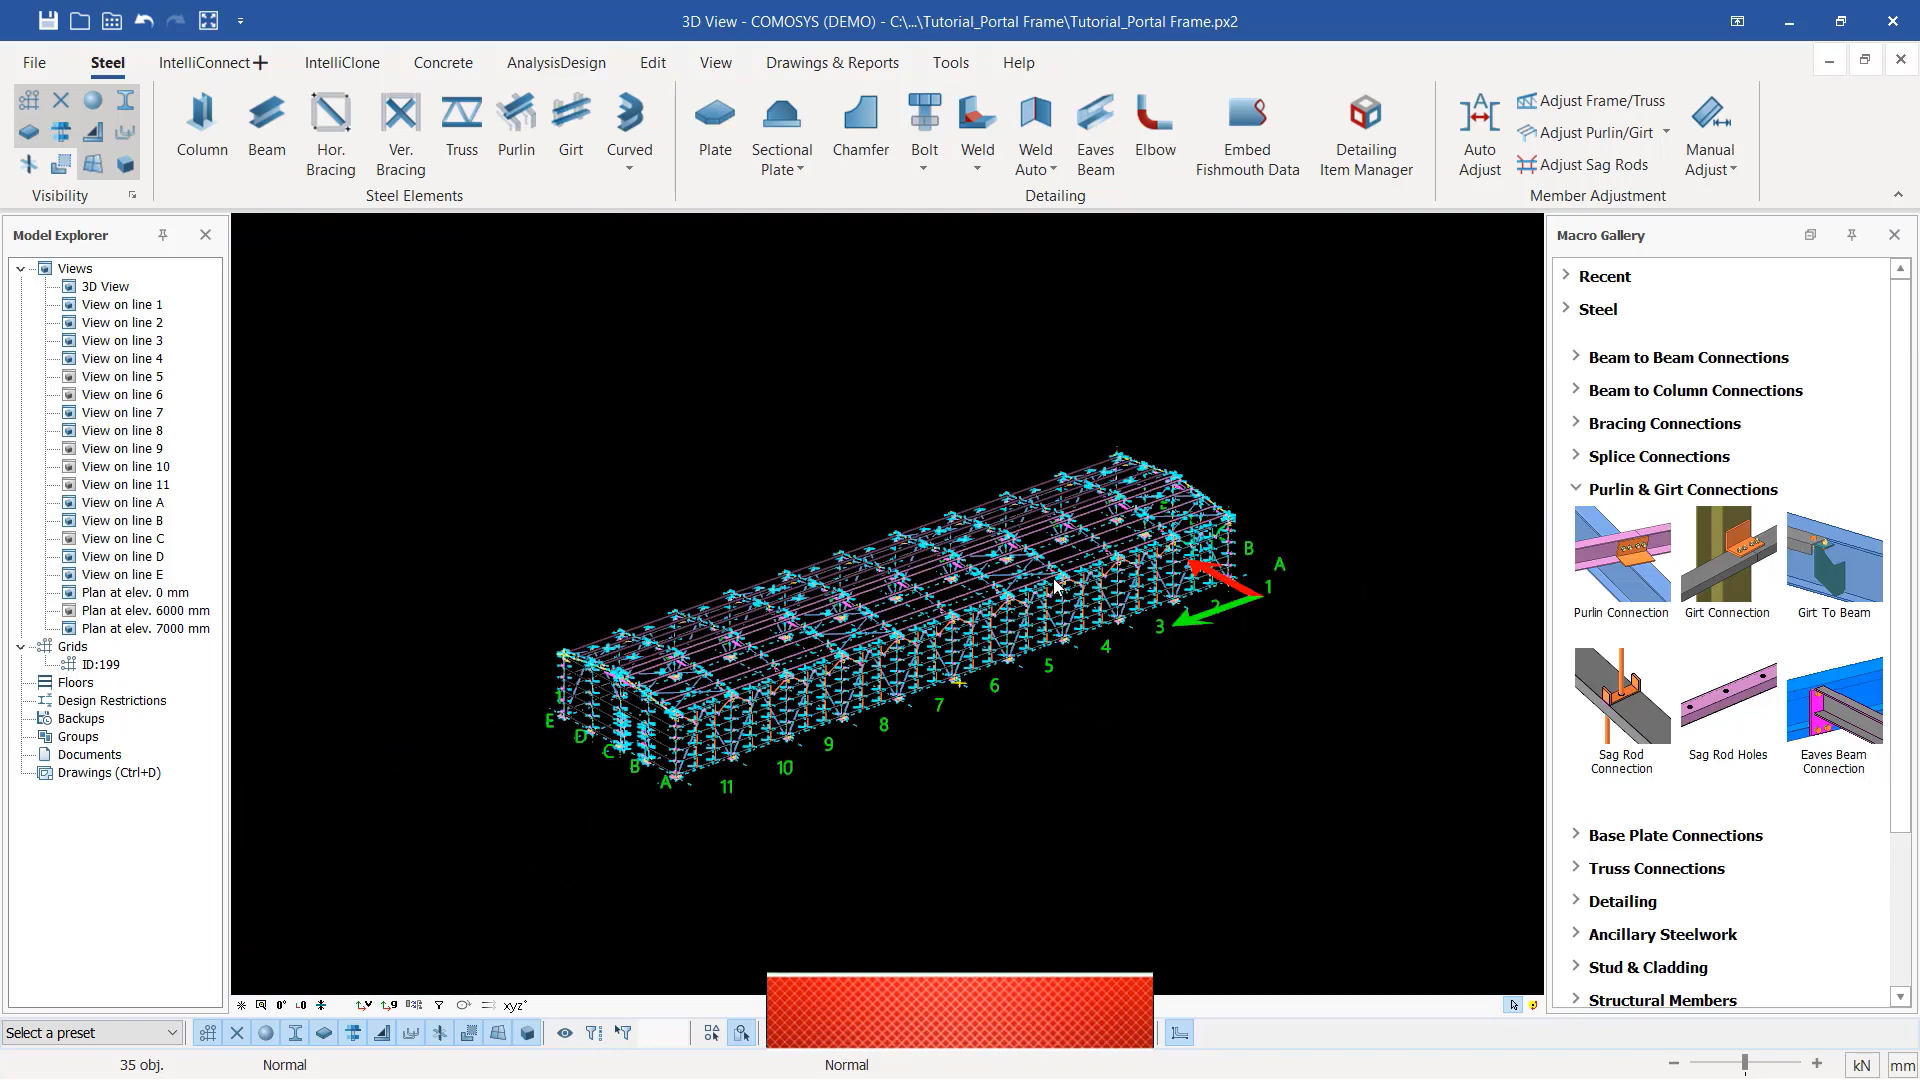 3D View - COMOSYS (DEMO) - C:\...\Tutorial_Portal Frame\Tutorial_Portal Frame.px2
File Steel IntelliConnect IntelliClone Concrete AnalysisDesign Edit View Drawings & Reports Tools Help
Column Beam Hor. Bracing Ver. Bracing Truss Purlin Girt Curved
Plate Sectional Plate Chamfer Bolt Weld Weld Auto Eaves Beam Elbow Embed Fishmouth Data Detailing Item Manager
Auto Adjust Adjust Frame/Truss Manual Adjust
Adjust Purlin/Girt
Adjust Sag Rods
Visibility Steel Elements Detailing Member Adjustment
Model Explorer
Views
3D View
View on line 1
View on line 2
View on line 3
View on line 4
View on line 5
View on line 6
View on line 7
View on line 8
View on line 9
View on line 10
View on line 11
View on line A
View on line B
View on line C
View on line D
View on line E
Plan at elev. 0 mm
Plan at elev. 6000 mm
Plan at elev. 7000 mm
Grids
ID:199
Floors
Design Restrictions
Backups
Groups
Documents
Drawings (Ctrl+D)
B
A
1
2
3
4
5
6
7
8
9
10
11
E
D
C
B
A
Macro Gallery
Recent
Steel
Beam to Beam Connections
Beam to Column Connections
Bracing Connections
Splice Connections
Purlin & Girt Connections
Purlin Connection Girt Connection Girt To Beam
Sag Rod Connection Sag Rod Holes Eaves Beam Connection
Base Plate Connections
Truss Connections
Detailing
Ancillary Steelwork
Stud & Cladding
Structural Members
xyz°
Select a preset
35 obj. Normal Normal kN mm